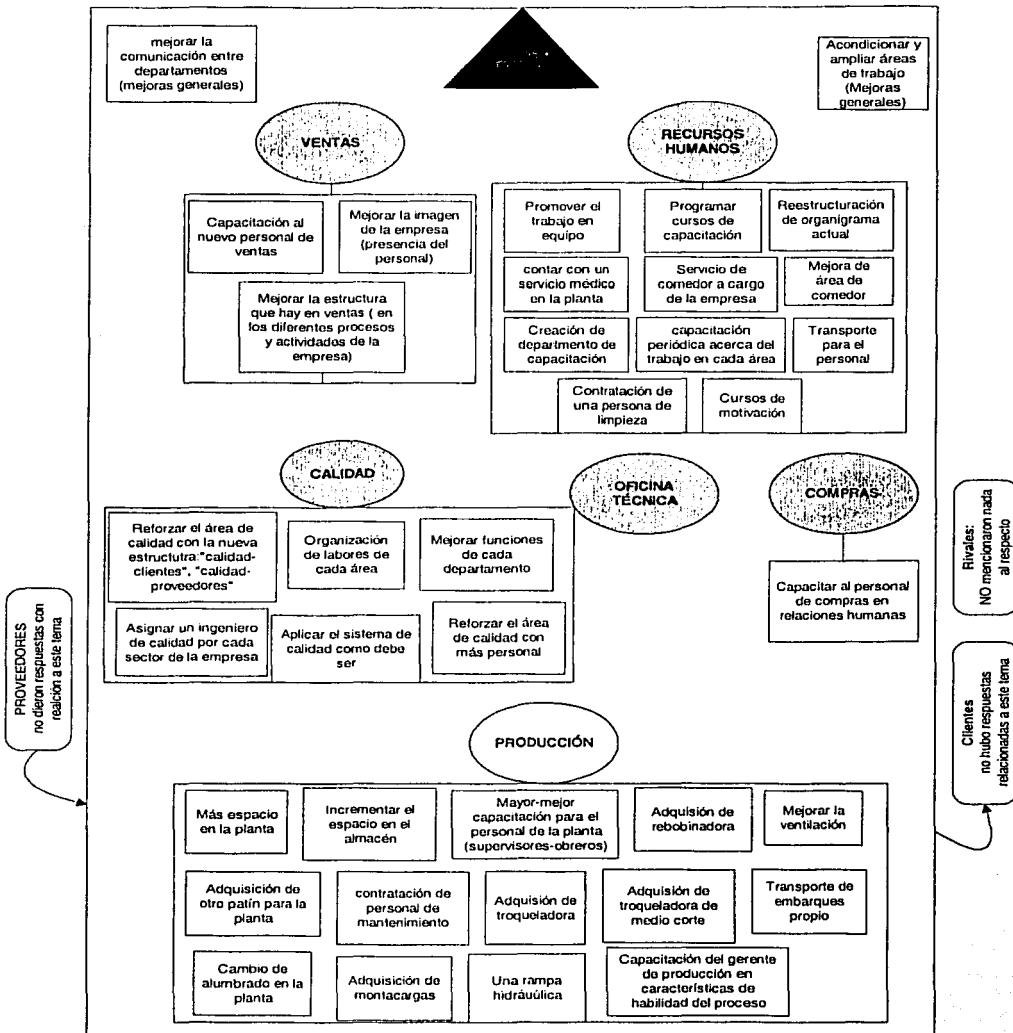 mejorar la
comunicación entre
departamentos
(mejoras generales)
Acondicionar y
ampliar áreas
de trabajo
(Mejoras
generales)
VENTAS
Capacitación al
nuevo personal de
ventas
Mejorar la imagen
de la empresa
(presencia del
personal)
Mejorar la estructura
que hay en ventas ( en
los diferentes procesos
y actividades de la
empresa)
RECURSOS
HUMANOS
Promover el
trabajo en
equipo
Programar
cursos de
capacitación
Reestructuración
de organigrama
actual
contar con un
servicio médico
en la planta
Servicio de
comedor a cargo
de la empresa
Mejora de
área de
comedor
Creación de
departmento de
capacitación
capacitación
periódica acerca del
trabajo en cada área
Transporte
para el
personal
Contratación de
una persona de
limpieza
Cursos de
motivación
CALIDAD
Reforzar el área de
calidad con la nueva
estructutra:"calidad-
clientes", "calidad-
proveedores"
Organización
de labores de
cada área
Mejorar funciones de
cada
departamento
Asignar un ingeniero
de calidad por cada
sector de la empresa
Aplicar el sistema de
calidad como debe
ser
Reforzar el área
de calidad con
más personal
OFICINA
TÉCNICA
COMPRAS
Capacitar al personal
de compras en
relaciones humanas
Rivales:
NO mencionaron nada
al respecto
Clientes
no hubo respuestas
relacionadas a este tema
PROVEEDORES
no dieron respuestas con
realción a este tema
PRODUCCIÓN
Más espacio
en la planta
Incrementar el
espacio en el
almacén
Mayor-mejor
capacitación para el
personal de la planta
(supervisores-obreros)
Adquisión de
rebobinadora
Mejorar la
ventilación
Adquisición de
otro patín para la
planta
contratación de
personal de
mantenimiento
Adquisión de
troqueladora
Adquisión de
troqueladora de
medio corte
Transporte de
embarques
propio
Cambio de
alumbrado en la
planta
Adquisión de
montacargas
Una rampa
hidráuúlica
Capacitación del gerente
de producción en
características de
habilidad del proceso